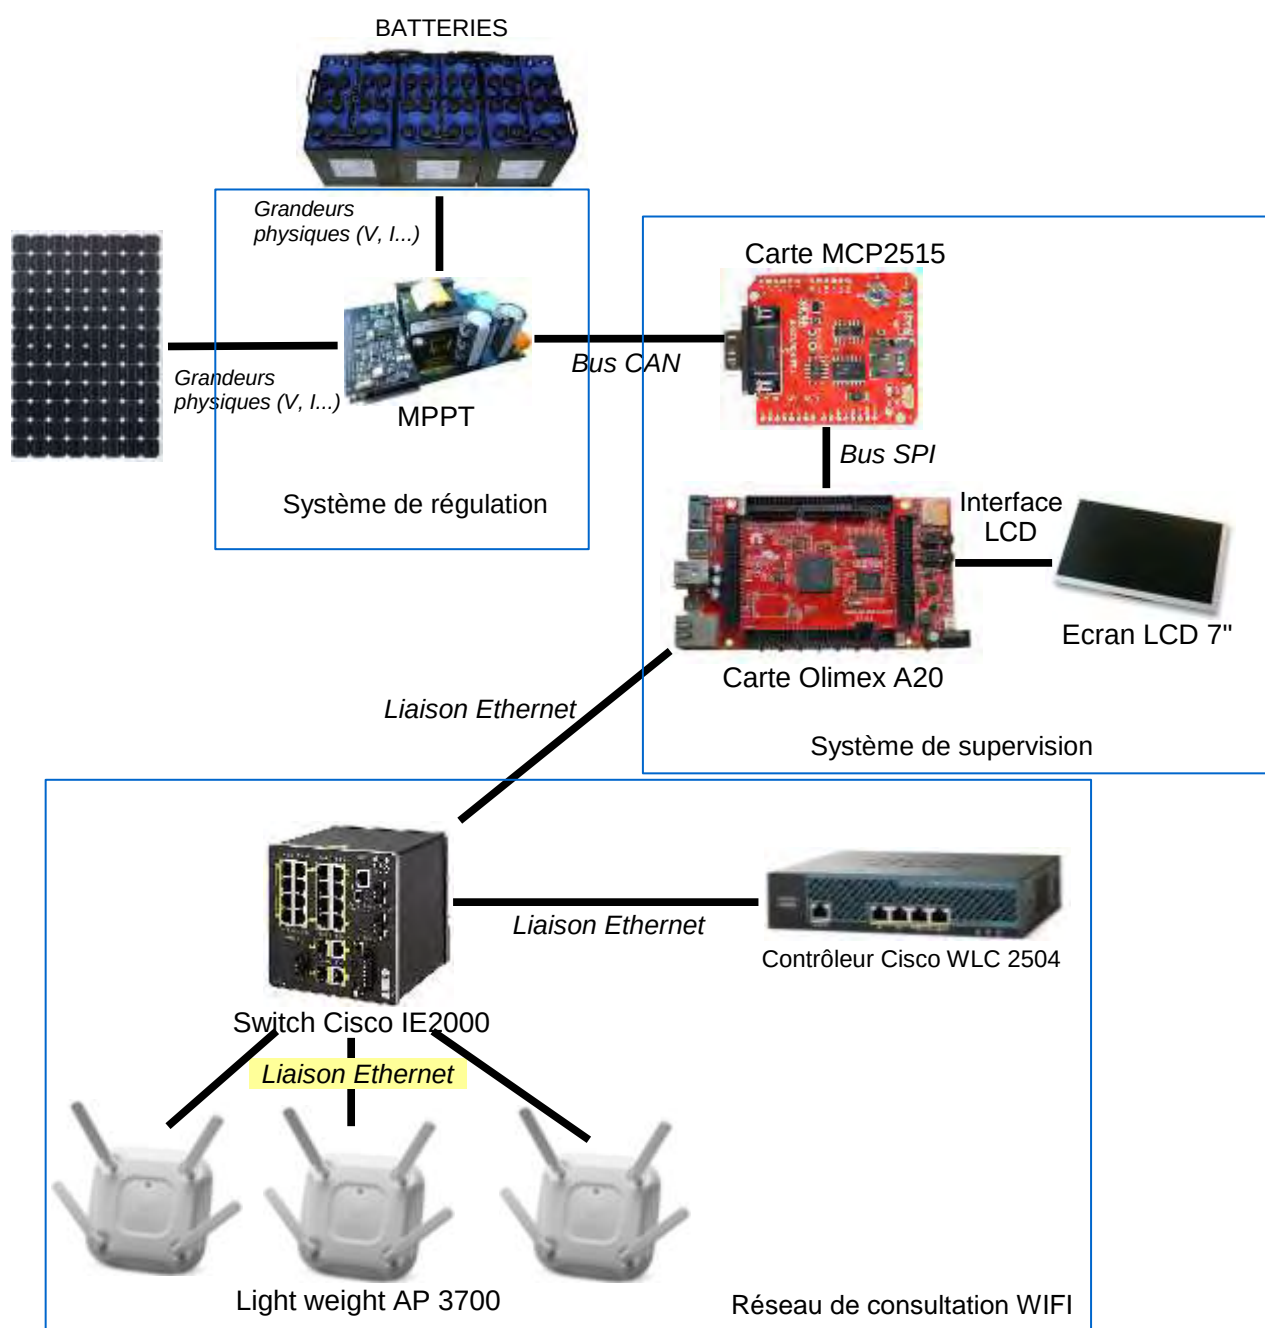 BATTERIES
Grandeurs
physiques (V, I...)
Carte MCP2515
Bus CAN
Grandeurs
physiques (V, I...)
MPPT
Bus SPI
Système de régulation
Interface
LCD
Ecran LCD 7"
Carte Olimex A20
Liaison Ethernet
Système de supervision
Liaison Ethernet
Contrôleur Cisco WLC 2504
Switch Cisco IE2000
Liaison Ethernet
Light weight AP 3700
Réseau de consultation WIFI